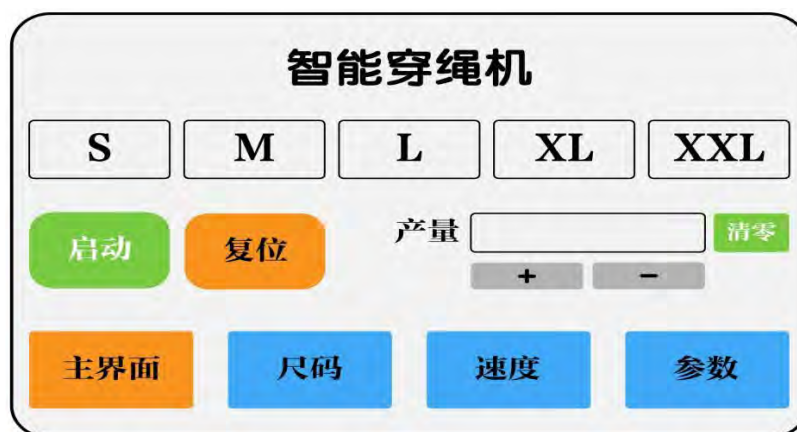 智能穿绳机
S M L XL XXL
启动 复位 产量 清零
+ −
主界面 尺码 速度 参数